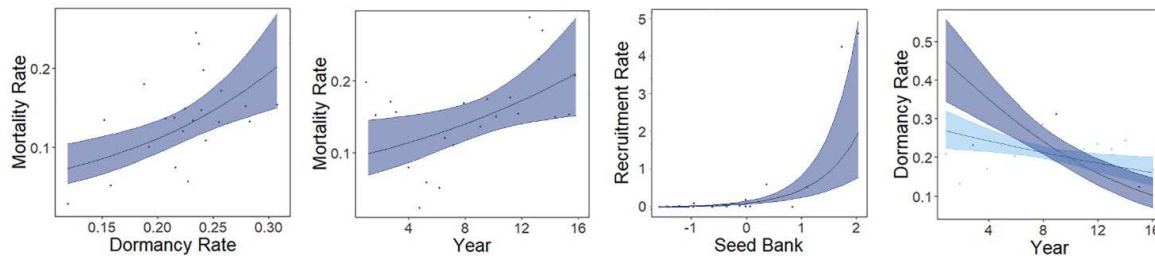 Mortality Rate
0.2
0.1
0.15 0.20 0.25 0.30
Dormancy Rate
Mortality Rate
0.2
0.1
4 8 12 16
Year
Recruitment Rate
5
4
3
2
1
0
-1 0 1 2
Seed Bank
Dormancy Rate
0.5
0.4
0.3
0.2
0.1
4 8 12 16
Year